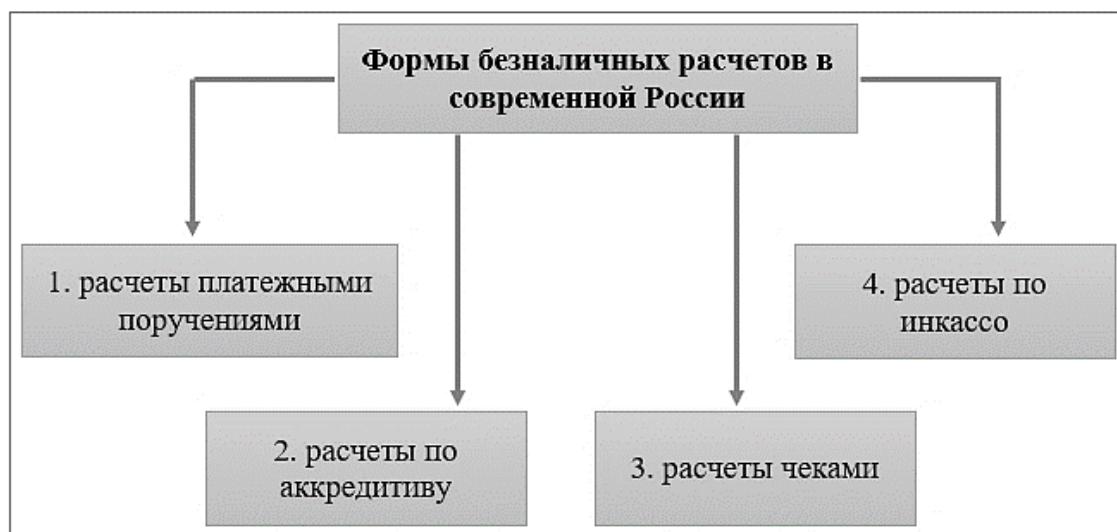 Формы безналичных расчетов в
современной России
1. расчеты платежными
поручениями
2. расчеты по
аккредитиву
3. расчеты чеками
4. расчеты по
инкассо